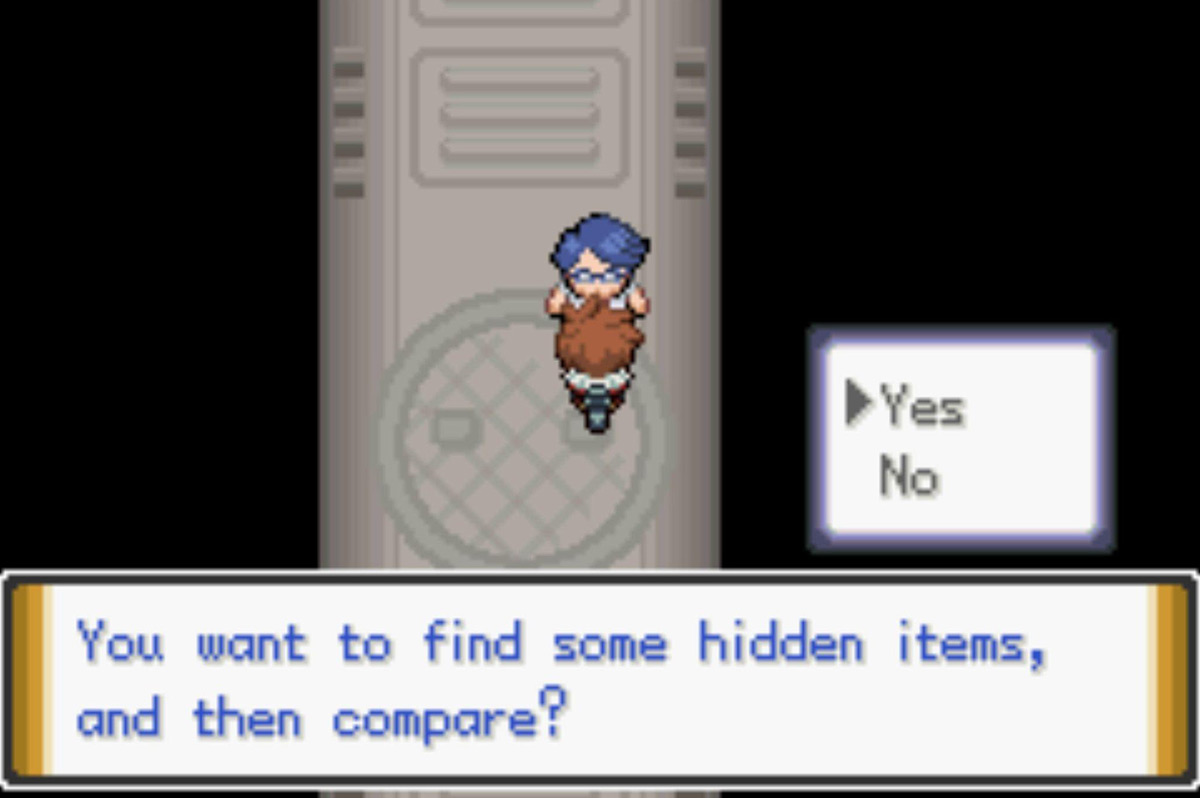 Yes
No
You want to find some hidden items,
and then compare?